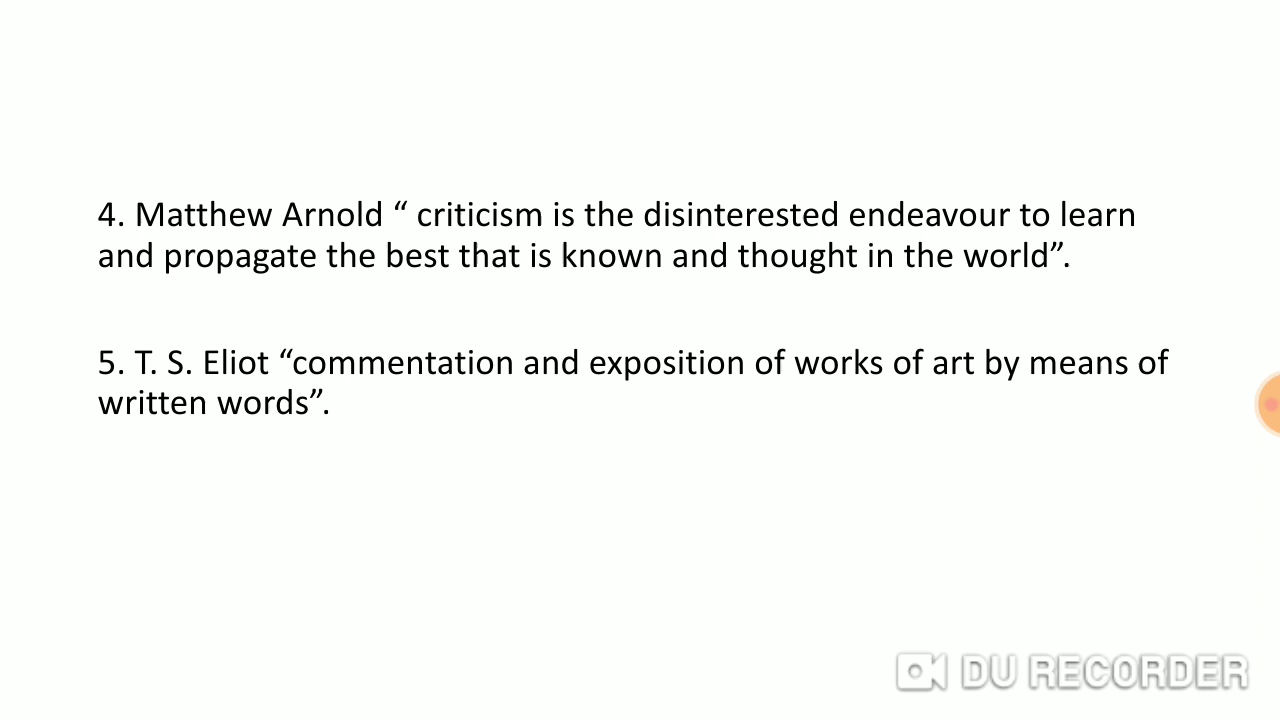 4. Matthew Arnold “ criticism is the disinterested endeavour to learn
and propagate the best that is known and thought in the world”.
5. T. S. Eliot “commentation and exposition of works of art by means of
written words”.
DU RECORDER